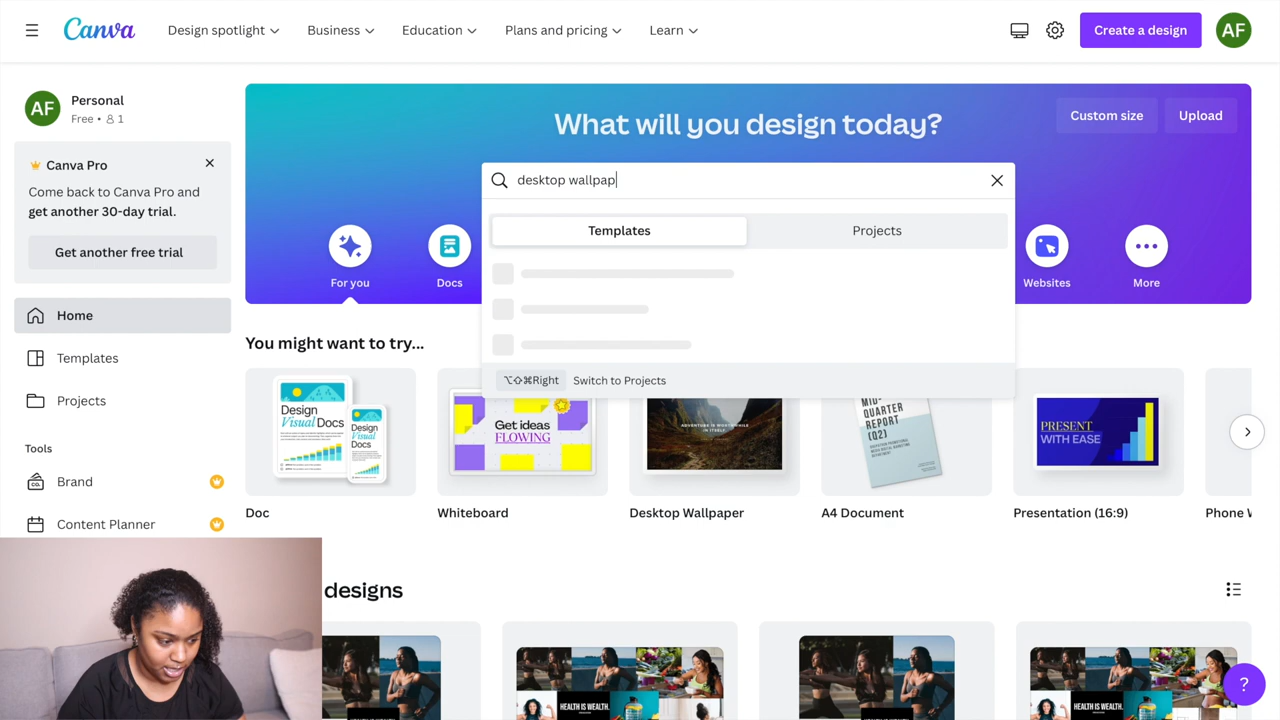 Canva
Design spotlight
Business
Education
Plans and pricing
Learn
Create a design
AF
AF
Personal
Free • 1
Canva Pro
Come back to Canva Pro and
get another 30-day trial.
Get another free trial
Home
Templates
Projects
Tools
Brand
Content Planner
What will you design today?
Custom size
Upload
desktop wallpap
Templates
Projects
⌥⇧⌘Right
Switch to Projects
For you
Docs
Websites
More
You might want to try...
Design
Visual Docs
Design
Visual
Docs
Doc
Get ideas
FLOWING
Whiteboard
ADVENTURE IS WORTHWHILE
IN ITSELF.
Desktop Wallpaper
MID-
QUARTER
REPORT
(Q2)
A4 Document
PRESENT
WITH EASE
Presentation (16:9)
Phone W
designs
HEALTH IS WEALTH.
HEALTH IS WEALTH.
?